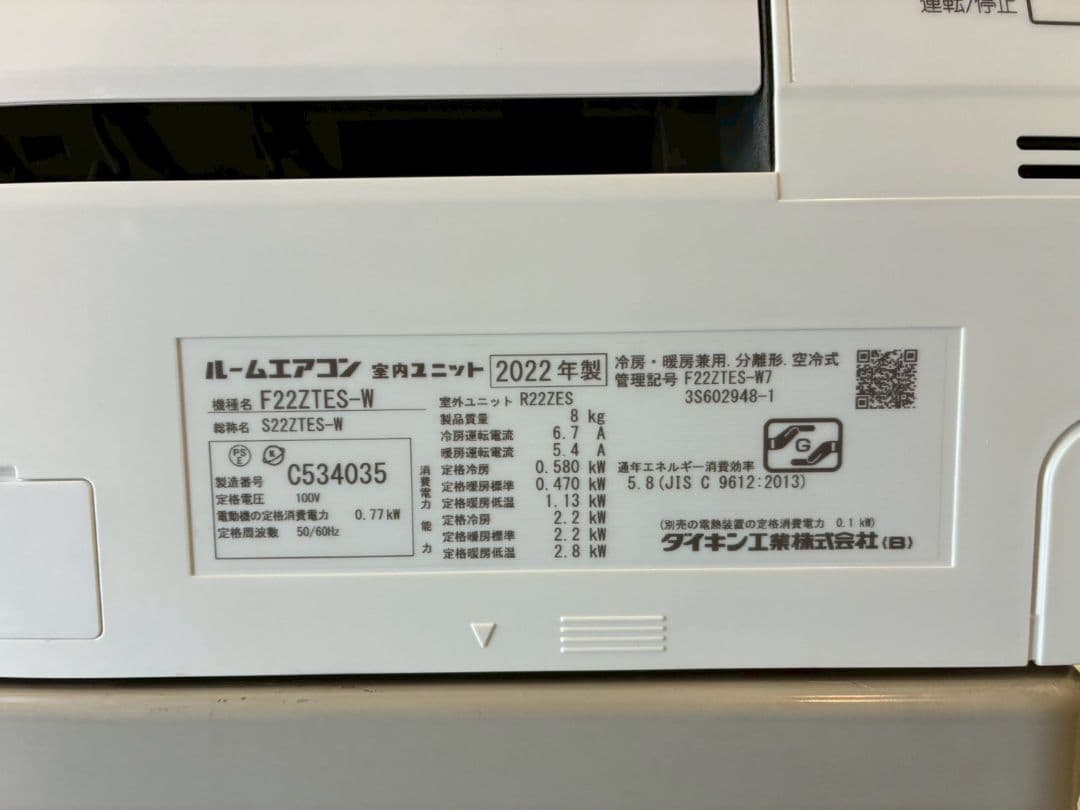 運転/停止
ルームエアコン 室内ユニット 2022年製
機種名 F22ZTES-W
総称名 S22ZTES-W
PS E
製造番号 C534035
定格電圧 100V
電動機の定格消費電力 0.77kW
定格周波数 50/60Hz
室外ユニット R22ZES
製品質量 8 kg
冷房運転電流 6.7 A
暖房運転電流 5.4 A
消費電力
定格冷房 0.580 kW
定格暖房標準 0.470 kW
定格暖房低温 1.13 kW
能力
定格冷房 2.2 kW
定格暖房標準 2.2 kW
定格暖房低温 2.8 kW
冷房・暖房兼用. 分離形. 空冷式
管理記号 F22ZTES-W7
3S602948-1
G
通年エネルギー消費効率
5.8(JIS C 9612:2013)
(別売の電熱装置の定格消費電力 0.1 kW)
ダイキン工業株式会社(B)